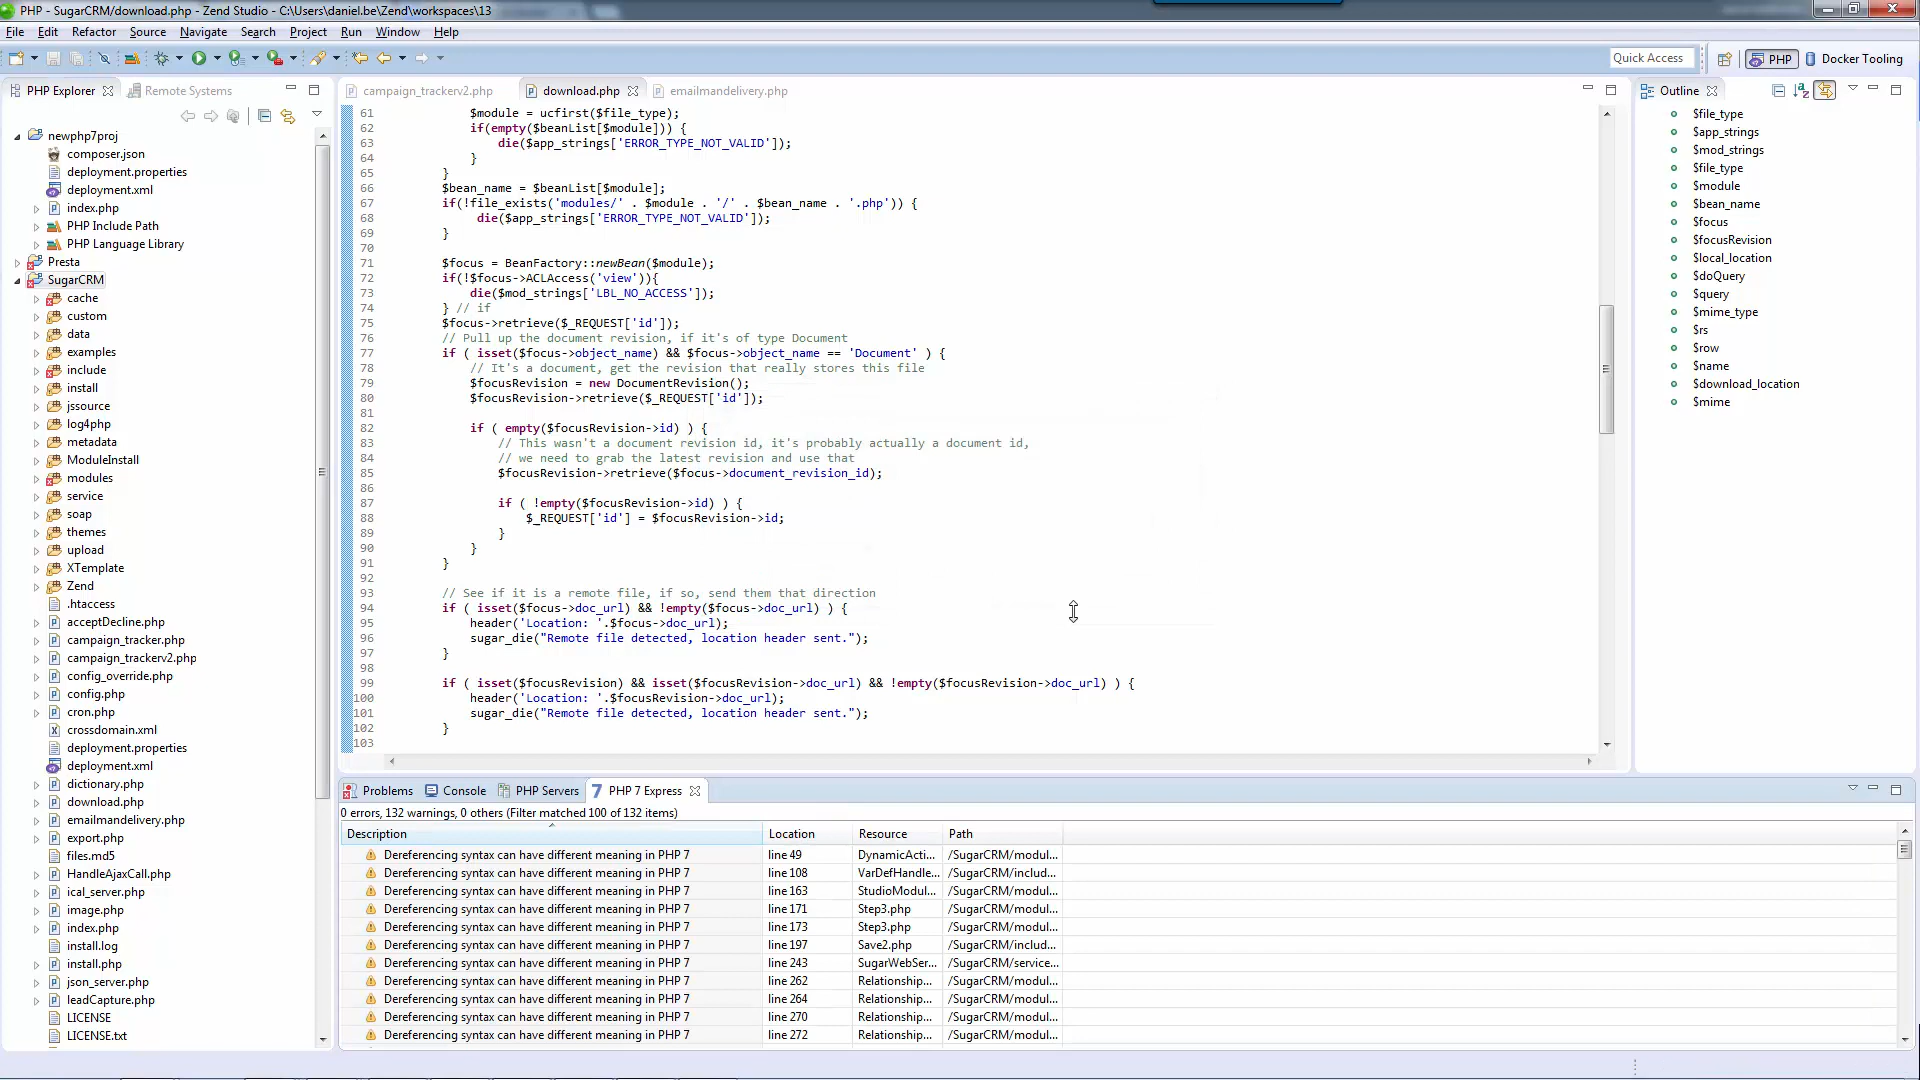 PHP - SugarCRM/download.php - Zend Studio - C:\Users\daniel.be\Zend\workspaces\13
File Edit Refactor Source Navigate Search Project Run Window Help
Quick Access PHP Docker Tooling
PHP Explorer Remote Systems
newphp7proj
composer.json
deployment.properties
deployment.xml
index.php
PHP Include Path
PHP Language Library
Presta
SugarCRM
cache
custom
data
examples
include
install
jssource
log4php
metadata
ModuleInstall
modules
service
soap
themes
upload
XTemplate
Zend
.htaccess
acceptDecline.php
campaign_tracker.php
campaign_trackerv2.php
config_override.php
config.php
cron.php
crossdomain.xml
deployment.properties
deployment.xml
dictionary.php
download.php
emailmandelivery.php
export.php
files.md5
HandleAjaxCall.php
ical_server.php
image.php
index.php
install.log
install.php
json_server.php
leadCapture.php
LICENSE
LICENSE.txt
campaign_trackerv2.php download.php emailmandelivery.php
61 $module = ucfirst($file_type);
62 if(empty($beanList[$module])) {
63 die($app_strings['ERROR_TYPE_NOT_VALID']);
64 }
65 }
66 $bean_name = $beanList[$module];
67 if(!file_exists('modules/' . $module . '/' . $bean_name . '.php')) {
68 die($app_strings['ERROR_TYPE_NOT_VALID']);
69 }
70
71 $focus = BeanFactory::newBean($module);
72 if(!$focus->ACLAccess('view')){
73 die($mod_strings['LBL_NO_ACCESS']);
74 } // if
75 $focus->retrieve($_REQUEST['id']);
76 // Pull up the document revision, if it's of type Document
77 if ( isset($focus->object_name) && $focus->object_name == 'Document' ) {
78 // It's a document, get the revision that really stores this file
79 $focusRevision = new DocumentRevision();
80 $focusRevision->retrieve($_REQUEST['id']);
81
82 if ( empty($focusRevision->id) ) {
83 // This wasn't a document revision id, it's probably actually a document id,
84 // we need to grab the latest revision and use that
85 $focusRevision->retrieve($focus->document_revision_id);
86
87 if ( !empty($focusRevision->id) ) {
88 $_REQUEST['id'] = $focusRevision->id;
89 }
90 }
91 }
92
93 // See if it is a remote file, if so, send them that direction
94 if ( isset($focus->doc_url) && !empty($focus->doc_url) ) {
95 header('Location: '.$focus->doc_url);
96 sugar_die("Remote file detected, location header sent.");
97 }
98
99 if ( isset($focusRevision) && isset($focusRevision->doc_url) && !empty($focusRevision->doc_url) ) {
100 header('Location: '.$focusRevision->doc_url);
101 sugar_die("Remote file detected, location header sent.");
102 }
103
Outline
$file_type
$app_strings
$mod_strings
$file_type
$module
$bean_name
$focus
$focusRevision
$local_location
$doQuery
$query
$mime_type
$rs
$row
$name
$download_location
$mime
Problems Console PHP Servers 7 PHP 7 Express
0 errors, 132 warnings, 0 others (Filter matched 100 of 132 items)
Description Location Resource Path
Dereferencing syntax can have different meaning in PHP 7 line 49 DynamicActi... /SugarCRM/modul...
Dereferencing syntax can have different meaning in PHP 7 line 108 VarDefHandle... /SugarCRM/includ...
Dereferencing syntax can have different meaning in PHP 7 line 163 StudioModul... /SugarCRM/modul...
Dereferencing syntax can have different meaning in PHP 7 line 171 Step3.php /SugarCRM/modul...
Dereferencing syntax can have different meaning in PHP 7 line 173 Step3.php /SugarCRM/modul...
Dereferencing syntax can have different meaning in PHP 7 line 197 Save2.php /SugarCRM/includ...
Dereferencing syntax can have different meaning in PHP 7 line 243 SugarWebSer... /SugarCRM/service...
Dereferencing syntax can have different meaning in PHP 7 line 262 Relationship... /SugarCRM/modul...
Dereferencing syntax can have different meaning in PHP 7 line 264 Relationship... /SugarCRM/modul...
Dereferencing syntax can have different meaning in PHP 7 line 270 Relationship... /SugarCRM/modul...
Dereferencing syntax can have different meaning in PHP 7 line 272 Relationship... /SugarCRM/modul...